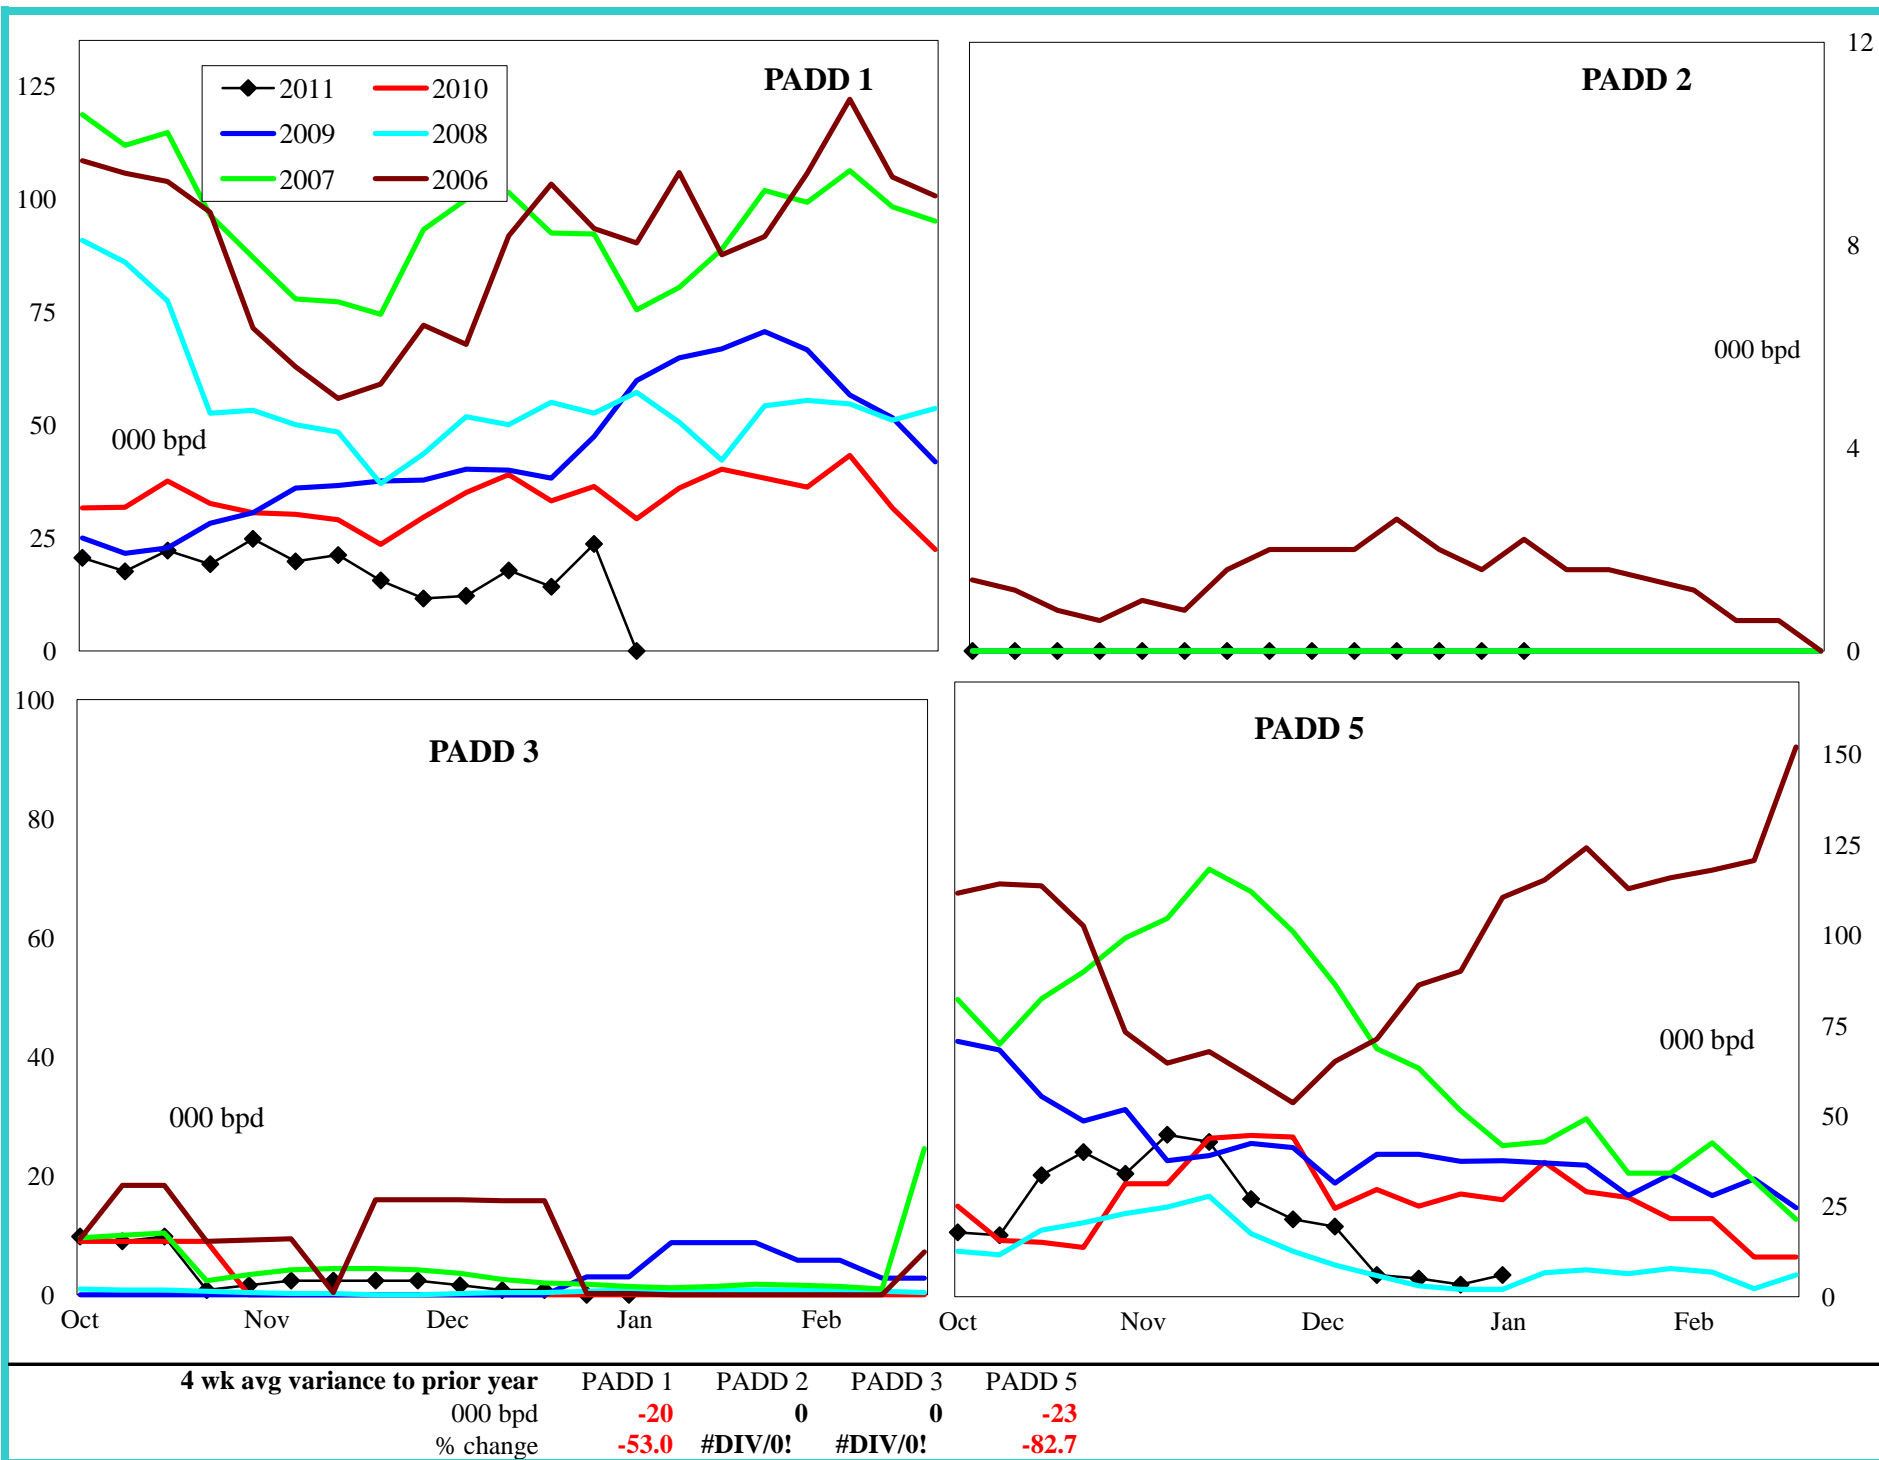 PADD 1
125
100
75
50
25
0
2011 2010
2009 2008
2007 2006
000 bpd
PADD 2
12
8
4
0
000 bpd
PADD 3
100
80
60
40
20
0
000 bpd
Oct Nov Dec Jan Feb
PADD 5
150
125
100
75
50
25
0
000 bpd
Oct Nov Dec Jan Feb
4 wk avg variance to prior year PADD 1 PADD 2 PADD 3 PADD 5
000 bpd -20 0 0 -23
% change -53.0 #DIV/0! #DIV/0! -82.7